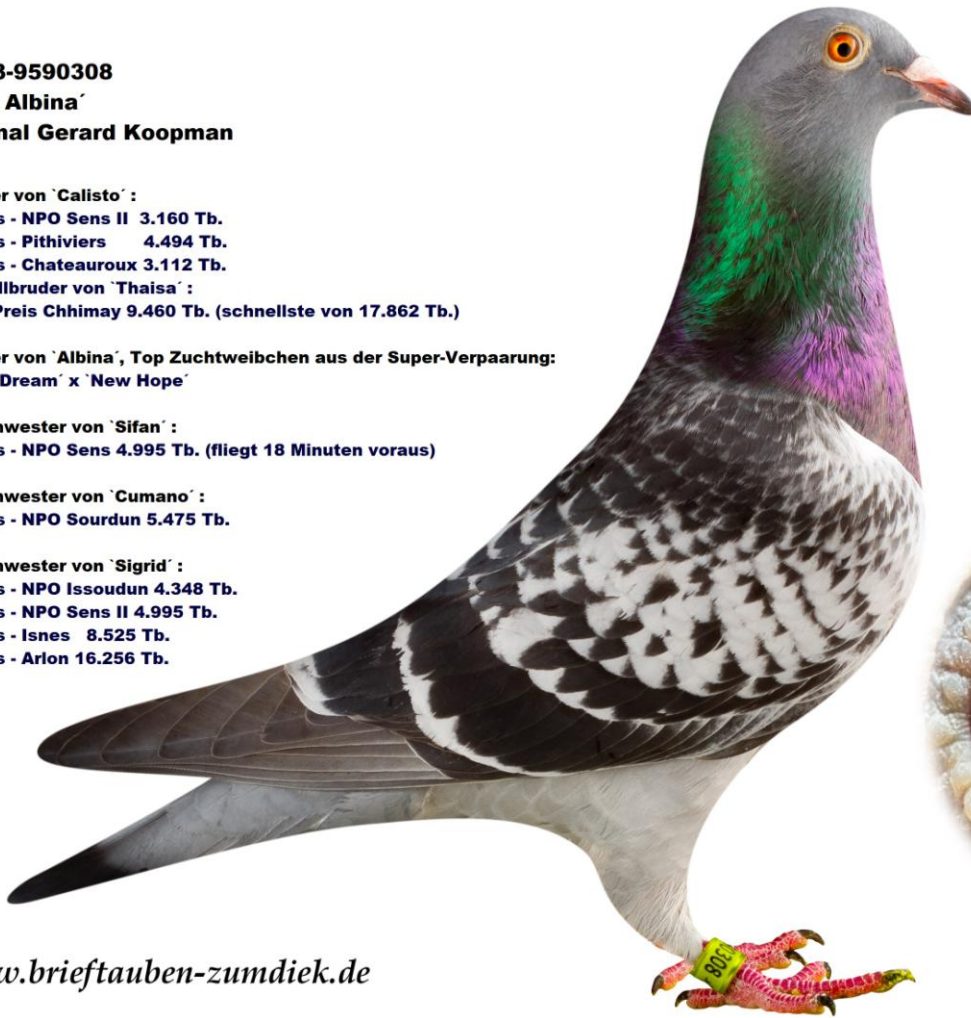 3-9590308
Albina´
nal Gerard Koopman
er von `Calisto´ :
s - NPO Sens II 3.160 Tb.
s - Pithiviers 4.494 Tb.
s - Chateauroux 3.112 Tb.
llbruder von `Thaisa´ :
Preis Chhimay 9.460 Tb. (schnellste von 17.862 Tb.)
er von `Albina´, Top Zuchtweibchen aus der Super-Verpaarung:
Dream´ x `New Hope´
hwester von `Sifan´ :
s - NPO Sens 4.995 Tb. (fliegt 18 Minuten voraus)
hwester von `Cumano´ :
s - NPO Sourdun 5.475 Tb.
hwester von `Sigrid´ :
s - NPO Issoudun 4.348 Tb.
s - NPO Sens II 4.995 Tb.
s - Isnes 8.525 Tb.
s - Arlon 16.256 Tb.
w.brieftauben-zumdiek.de
0308